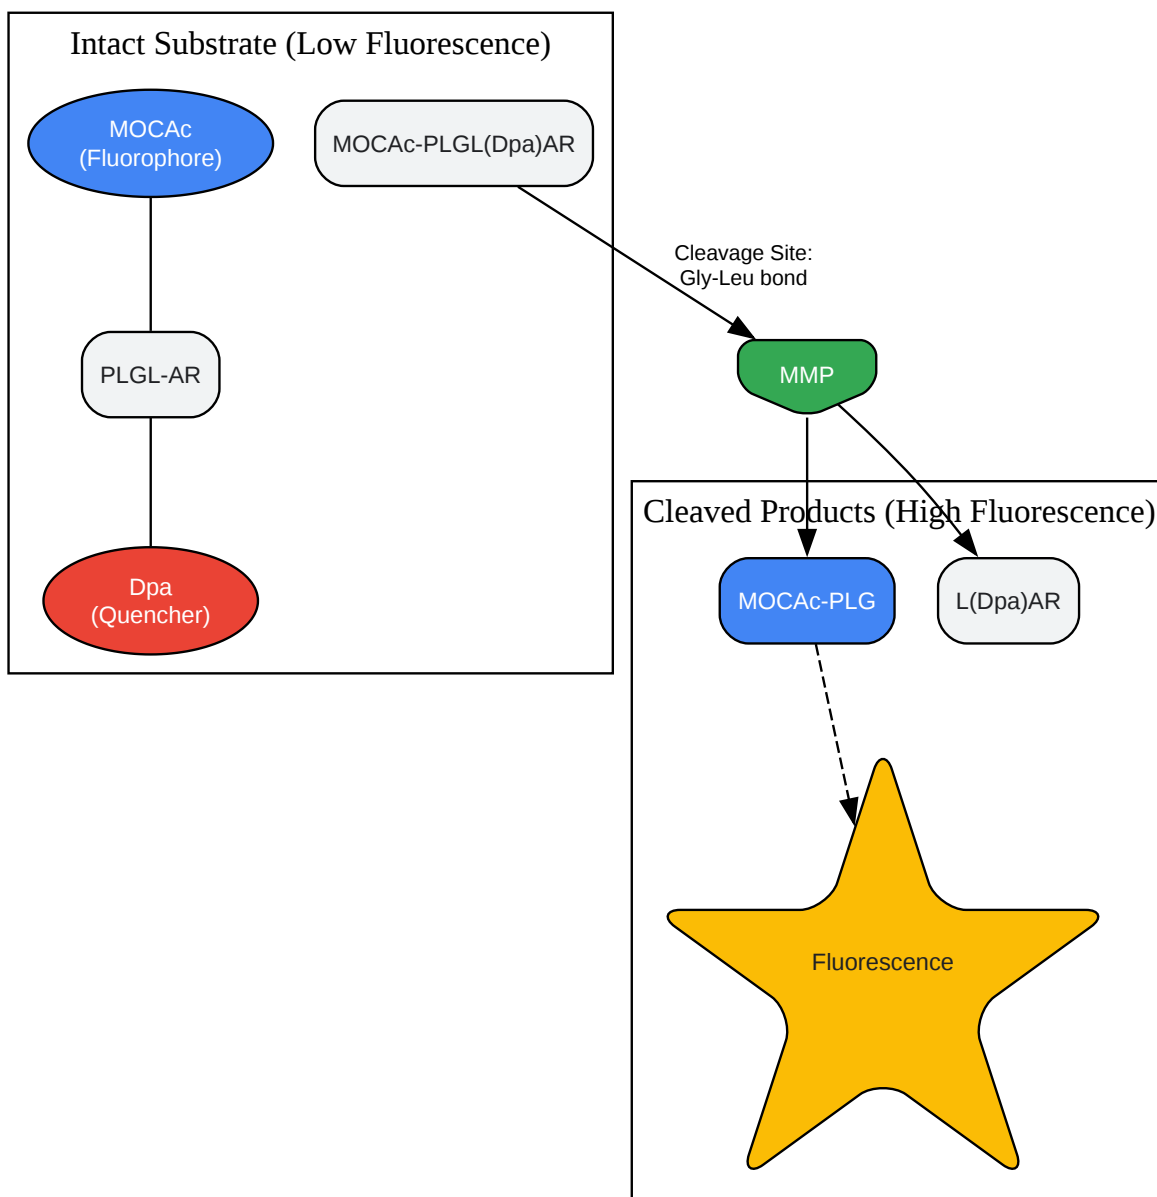 Intact Substrate (Low Fluorescence)
MOCAc
(Fluorophore)
MOCAc-PLGL(Dpa)AR
Cleavage Site:
Gly-Leu bond
PLGL-AR
MMP
Cleaved Products (High Fluorescence)
Dpa
(Quencher)
MOCAc-PLG
L(Dpa)AR
Fluorescence